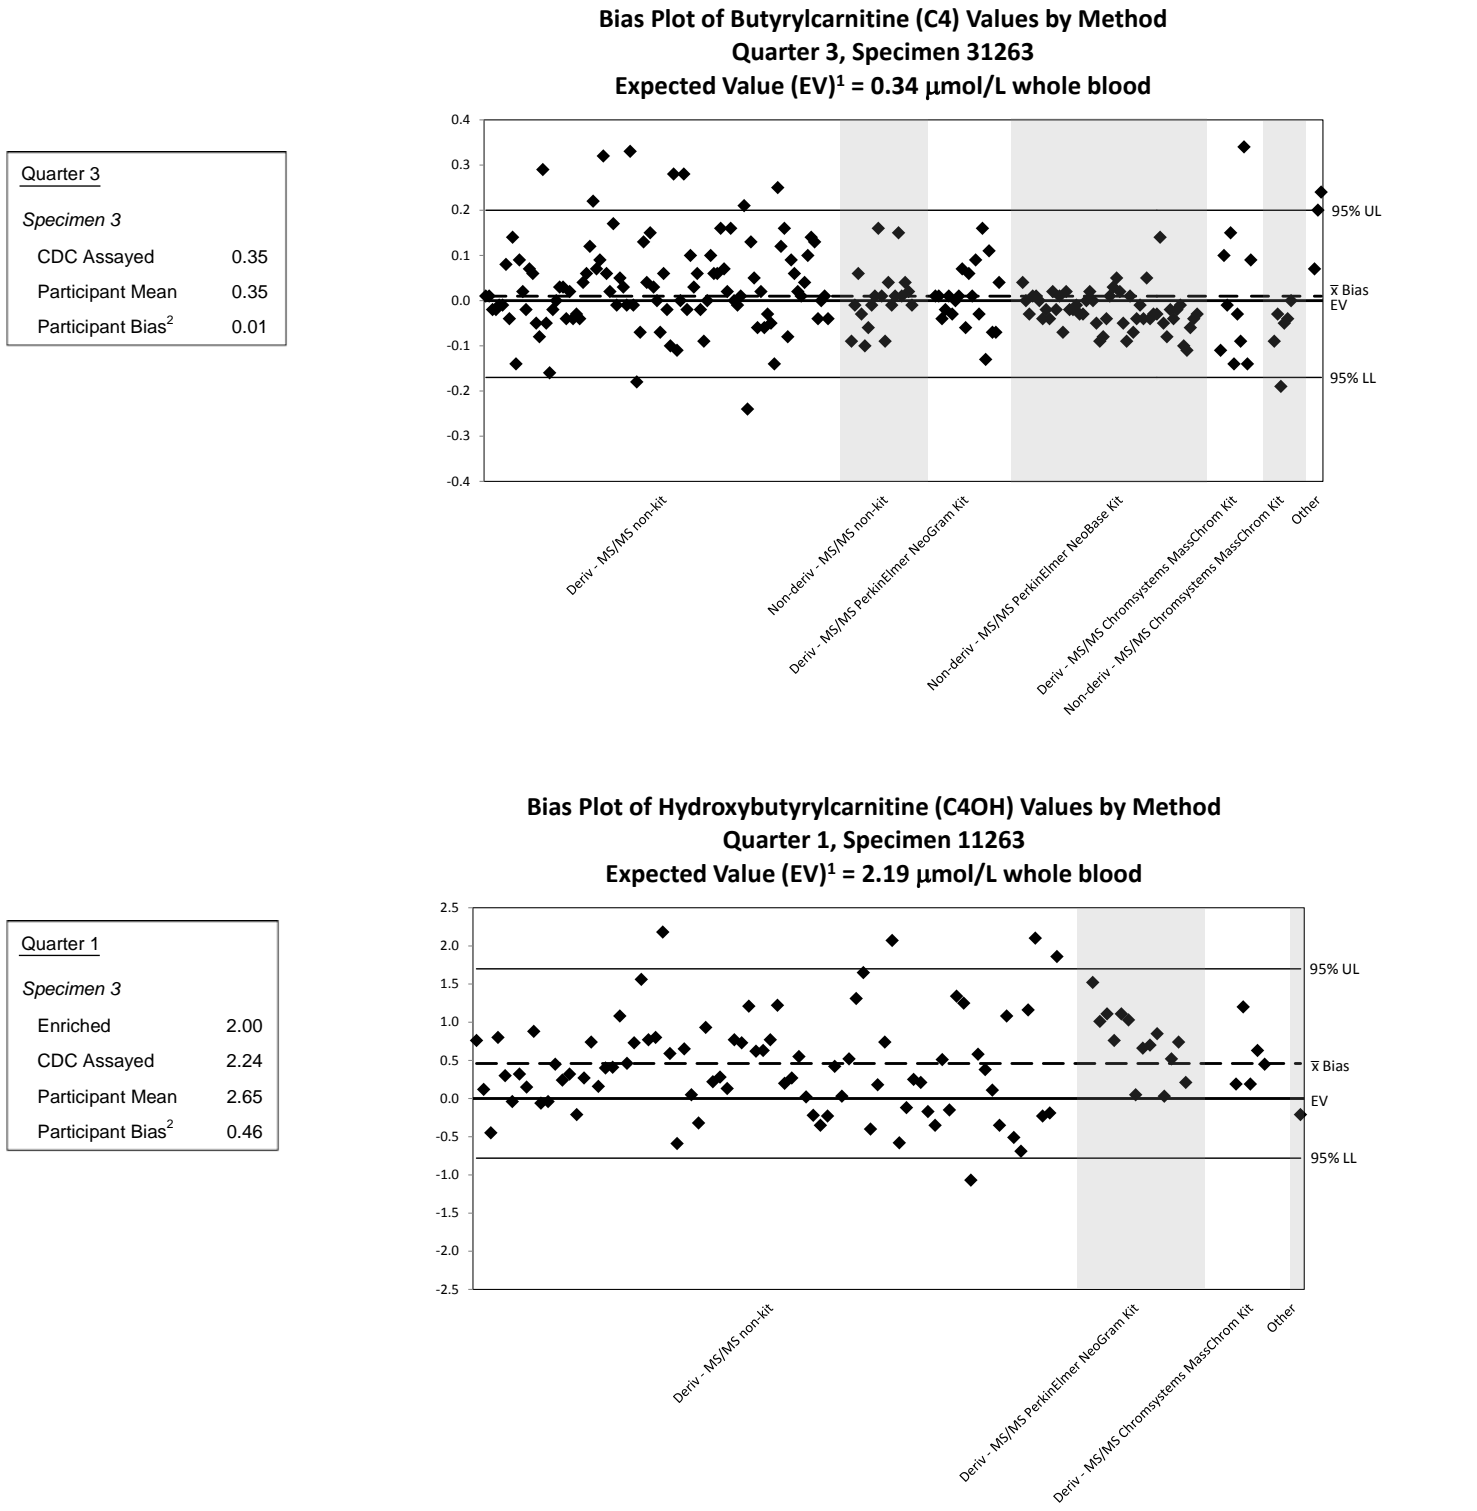 Bias Plot of Butyrylcarnitine (C4) Values by Method
Quarter 3, Specimen 31263
Expected Value (EV)¹ = 0.34 µmol/L whole blood
Quarter 3
Specimen 3
CDC Assayed 0.35
Participant Mean 0.35
Participant Bias² 0.01
0.4
0.3
0.2
0.1
0.0
-0.1
-0.2
-0.3
-0.4
95% UL
x̅ Bias
EV
95% LL
Deriv - MS/MS non-kit
Non-deriv - MS/MS non-kit
Deriv - MS/MS PerkinElmer NeoGram Kit
Non-deriv - MS/MS PerkinElmer NeoBase Kit
Deriv - MS/MS Chromsystems MassChrom Kit
Non-deriv - MS/MS Chromsystems MassChrom Kit
Other
Bias Plot of Hydroxybutyrylcarnitine (C4OH) Values by Method
Quarter 1, Specimen 11263
Expected Value (EV)¹ = 2.19 µmol/L whole blood
Quarter 1
Specimen 3
Enriched 2.00
CDC Assayed 2.24
Participant Mean 2.65
Participant Bias² 0.46
2.5
2.0
1.5
1.0
0.5
0.0
-0.5
-1.0
-1.5
-2.0
-2.5
95% UL
x̅ Bias
EV
95% LL
Deriv - MS/MS non-kit
Deriv - MS/MS PerkinElmer NeoGram Kit
Deriv - MS/MS Chromsystems MassChrom Kit
Other